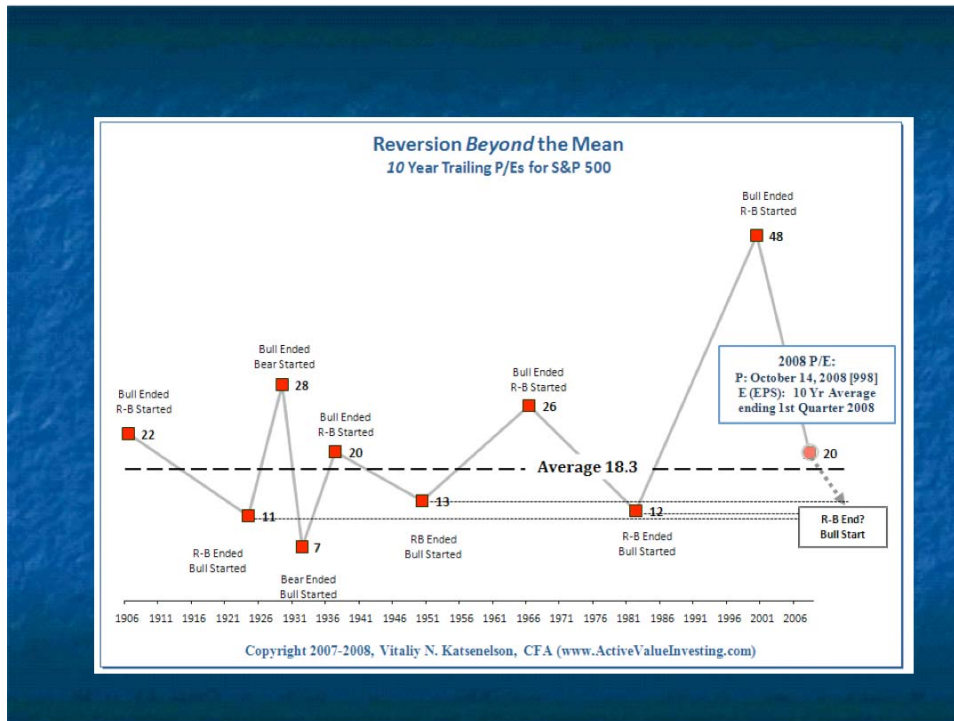 Reversion Beyond the Mean
10 Year Trailing P/Es for S&P 500
Bull Ended
R-B Started
48
Bull Ended
Bear Started
28
Bull Ended
R-B Started
22
Bull Ended
R-B Started
20
Bull Ended
R-B Started
26
2008 P/E:
P: October 14, 2008 [998]
E (EPS): 10 Yr Average
ending 1st Quarter 2008
20
Average 18.3
11
R-B Ended
Bull Started
7
Bear Ended
Bull Started
13
RB Ended
Bull Started
12
R-B Ended
Bull Started
R-B End?
Bull Start
1906 1911 1916 1921 1926 1931 1936 1941 1946 1951 1956 1961 1966 1971 1976 1981 1986 1991 1996 2001 2006
Copyright 2007-2008, Vitaliy N. Katsenelson, CFA (www.ActiveValueInvesting.com)